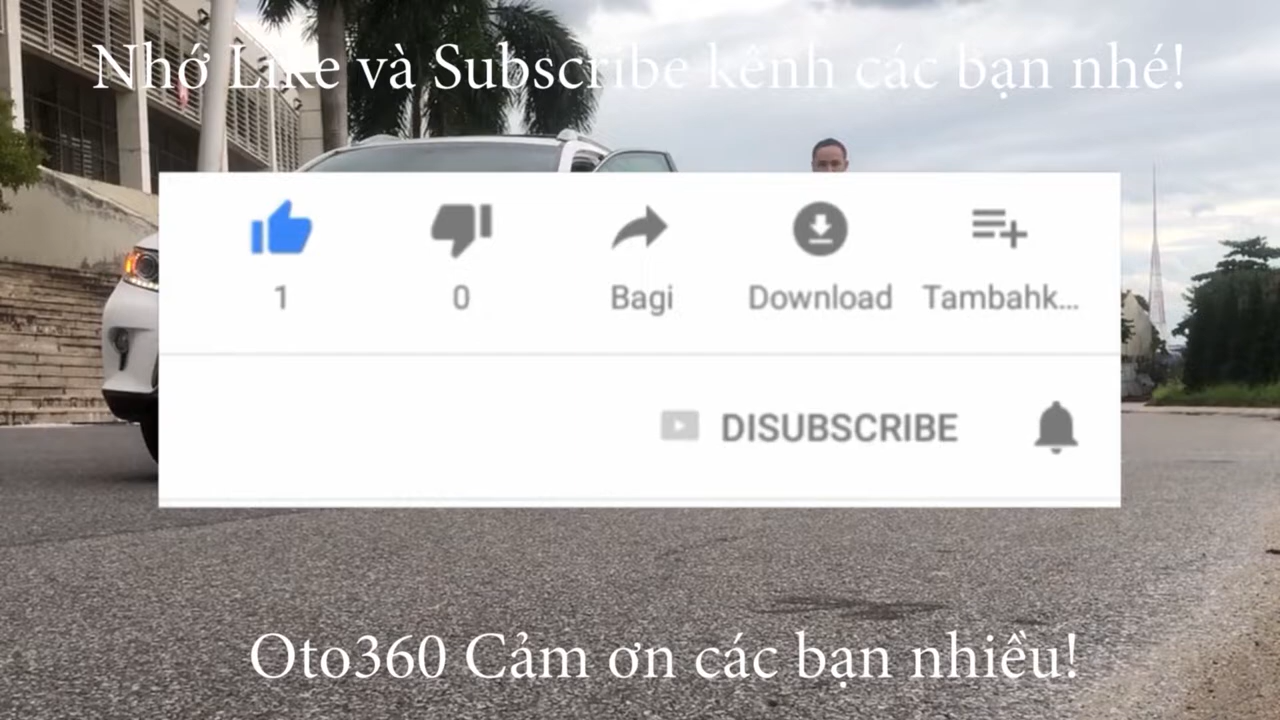 Nhớ Like và Subscribe kênh các bạn nhé!
1 0 Bagi Download Tambahk...
DISUBSCRIBE
Oto360 Cảm ơn các bạn nhiều!